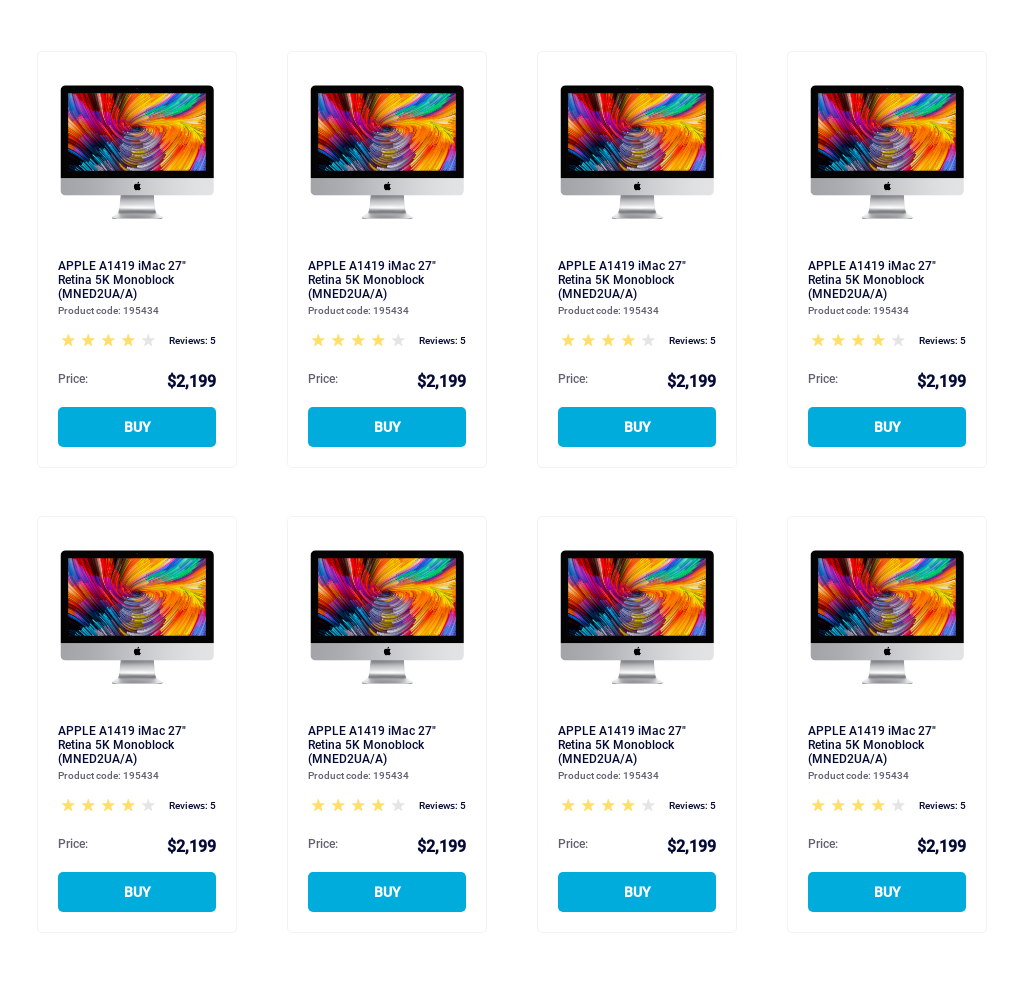 APPLE A1419 iMac 27"
Retina 5K Monoblock
(MNED2UA/A)
Product code: 195434
Reviews: 5
Price: $2,199
BUY
APPLE A1419 iMac 27"
Retina 5K Monoblock
(MNED2UA/A)
Product code: 195434
Reviews: 5
Price: $2,199
BUY
APPLE A1419 iMac 27"
Retina 5K Monoblock
(MNED2UA/A)
Product code: 195434
Reviews: 5
Price: $2,199
BUY
APPLE A1419 iMac 27"
Retina 5K Monoblock
(MNED2UA/A)
Product code: 195434
Reviews: 5
Price: $2,199
BUY
APPLE A1419 iMac 27"
Retina 5K Monoblock
(MNED2UA/A)
Product code: 195434
Reviews: 5
Price: $2,199
BUY
APPLE A1419 iMac 27"
Retina 5K Monoblock
(MNED2UA/A)
Product code: 195434
Reviews: 5
Price: $2,199
BUY
APPLE A1419 iMac 27"
Retina 5K Monoblock
(MNED2UA/A)
Product code: 195434
Reviews: 5
Price: $2,199
BUY
APPLE A1419 iMac 27"
Retina 5K Monoblock
(MNED2UA/A)
Product code: 195434
Reviews: 5
Price: $2,199
BUY